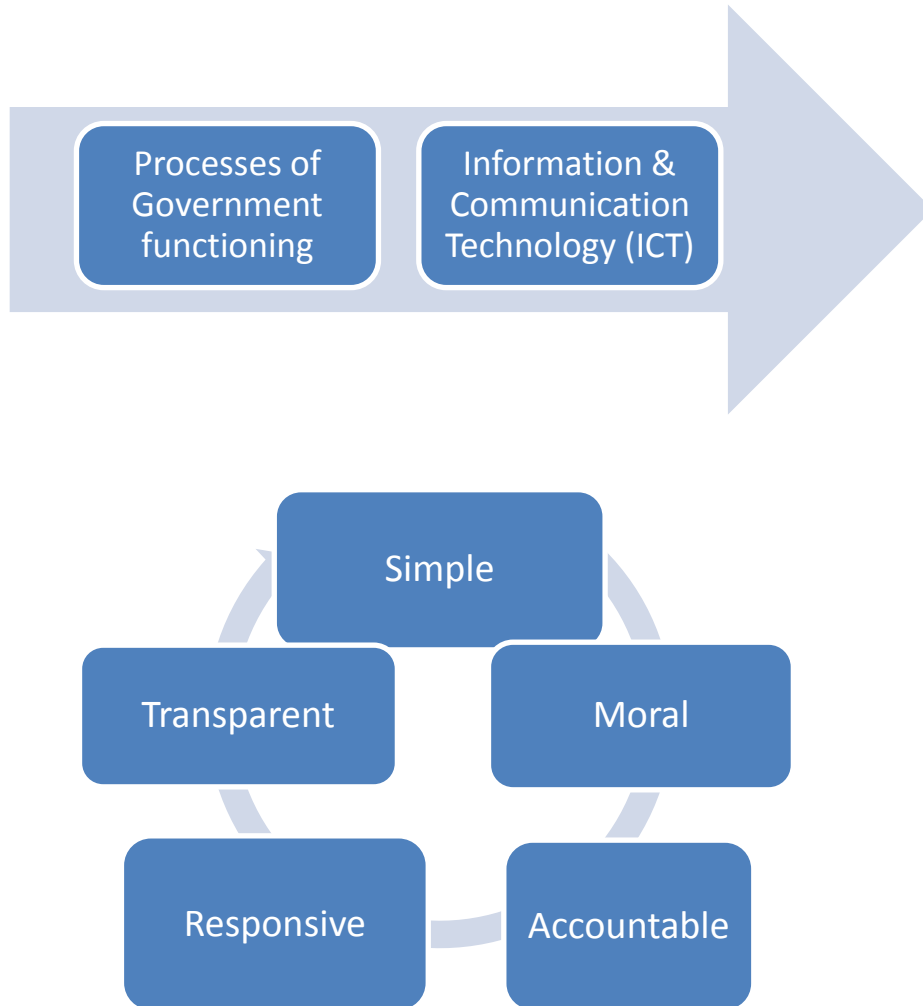 Processes of
Government
functioning
Information &
Communication
Technology (ICT)
Simple
Transparent
Moral
Responsive
Accountable